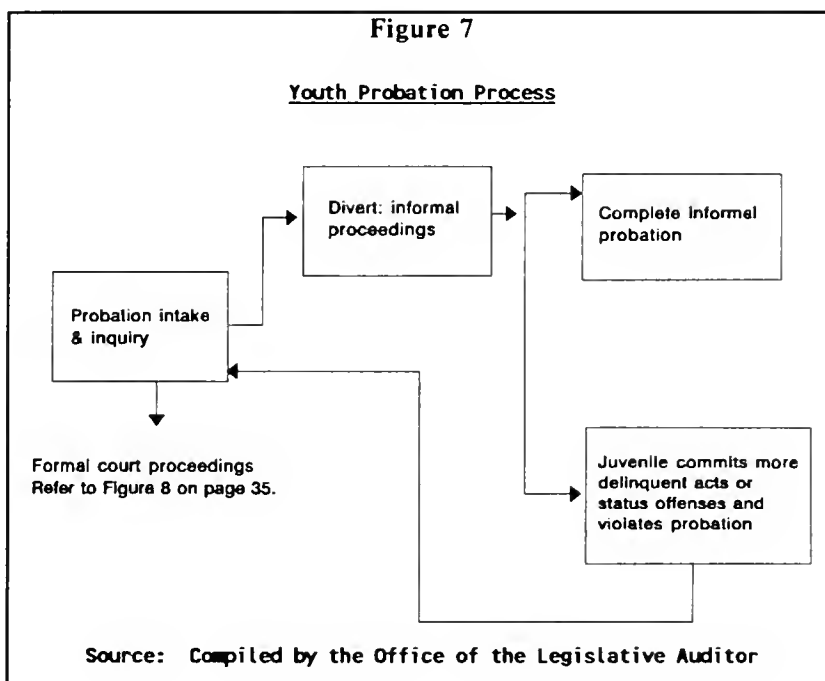 Figure 7
Youth Probation Process
Divert: informal
proceedings
Complete Informal
probation
Probation intake
& inquiry
Formal court proceedings
Refer to Figure 8 on page 35.
Juvenile commits more
delinquent acts or
status offenses and
violates probation
Source: Compiled by the Office of the Legislative Auditor